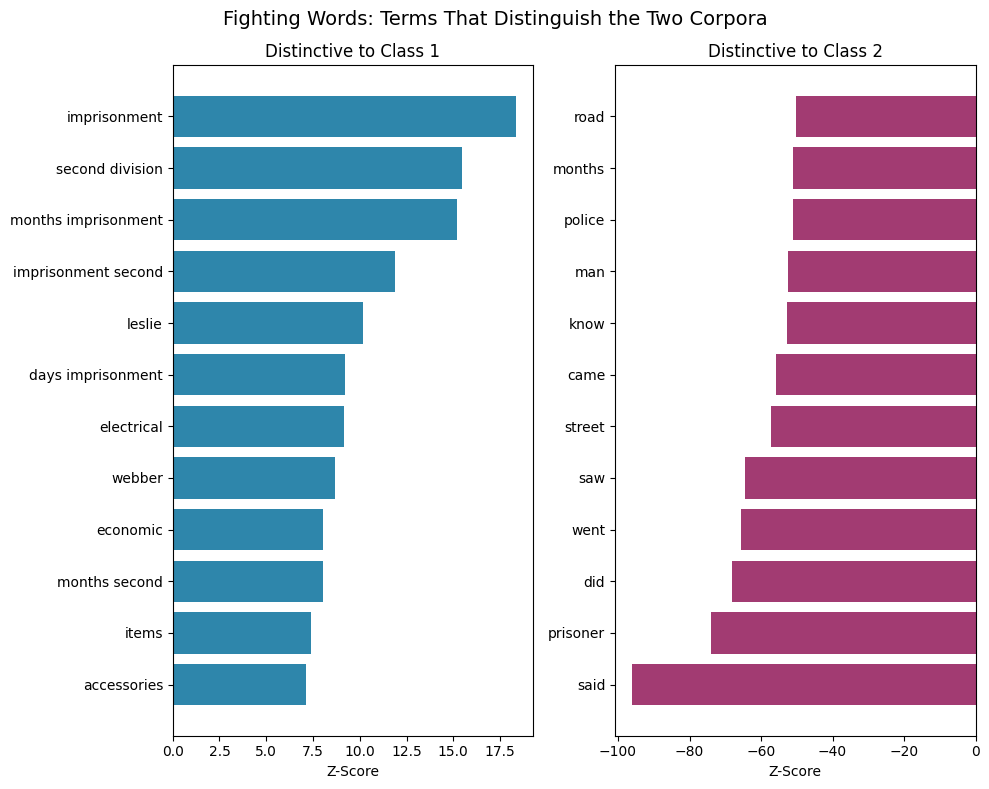 Fighting Words: Terms That Distinguish the Two Corpora
Distinctive to Class 1
imprisonment
second division
months imprisonment
imprisonment second
leslie
days imprisonment
electrical
webber
economic
months second
items
accessories
0.0 2.5 5.0 7.5 10.0 12.5 15.0 17.5
Z-Score
Distinctive to Class 2
road
months
police
man
know
came
street
saw
went
did
prisoner
said
−100 −80 −60 −40 −20 0
Z-Score